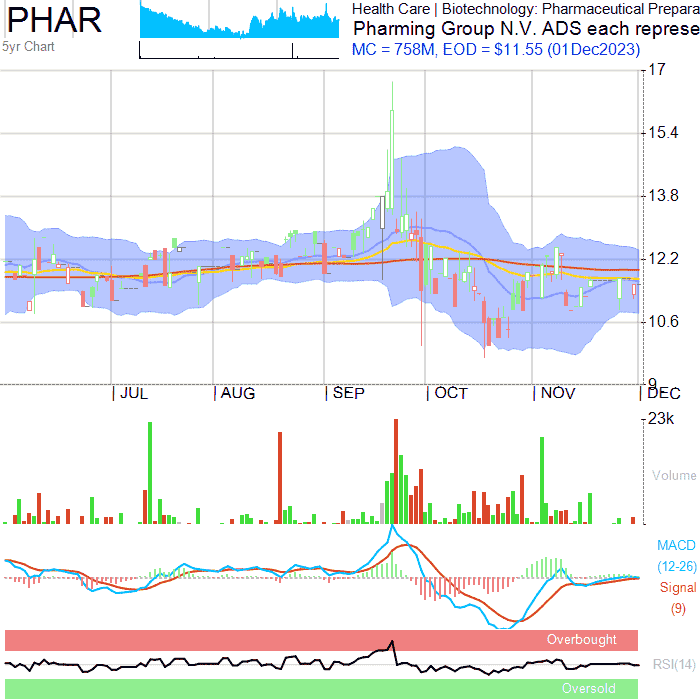 PHAR
5yr Chart
Health Care | Biotechnology: Pharmaceutical Prepara
Pharming Group N.V. ADS each represe
MC = 758M, EOD = $11.55 (01Dec2023)
17
15.4
13.8
12.2
10.6
9
JUL AUG SEP OCT NOV DEC
23k
Volume
MACD
(12-26)
Signal
(9)
Overbought
RSI(14)
Oversold